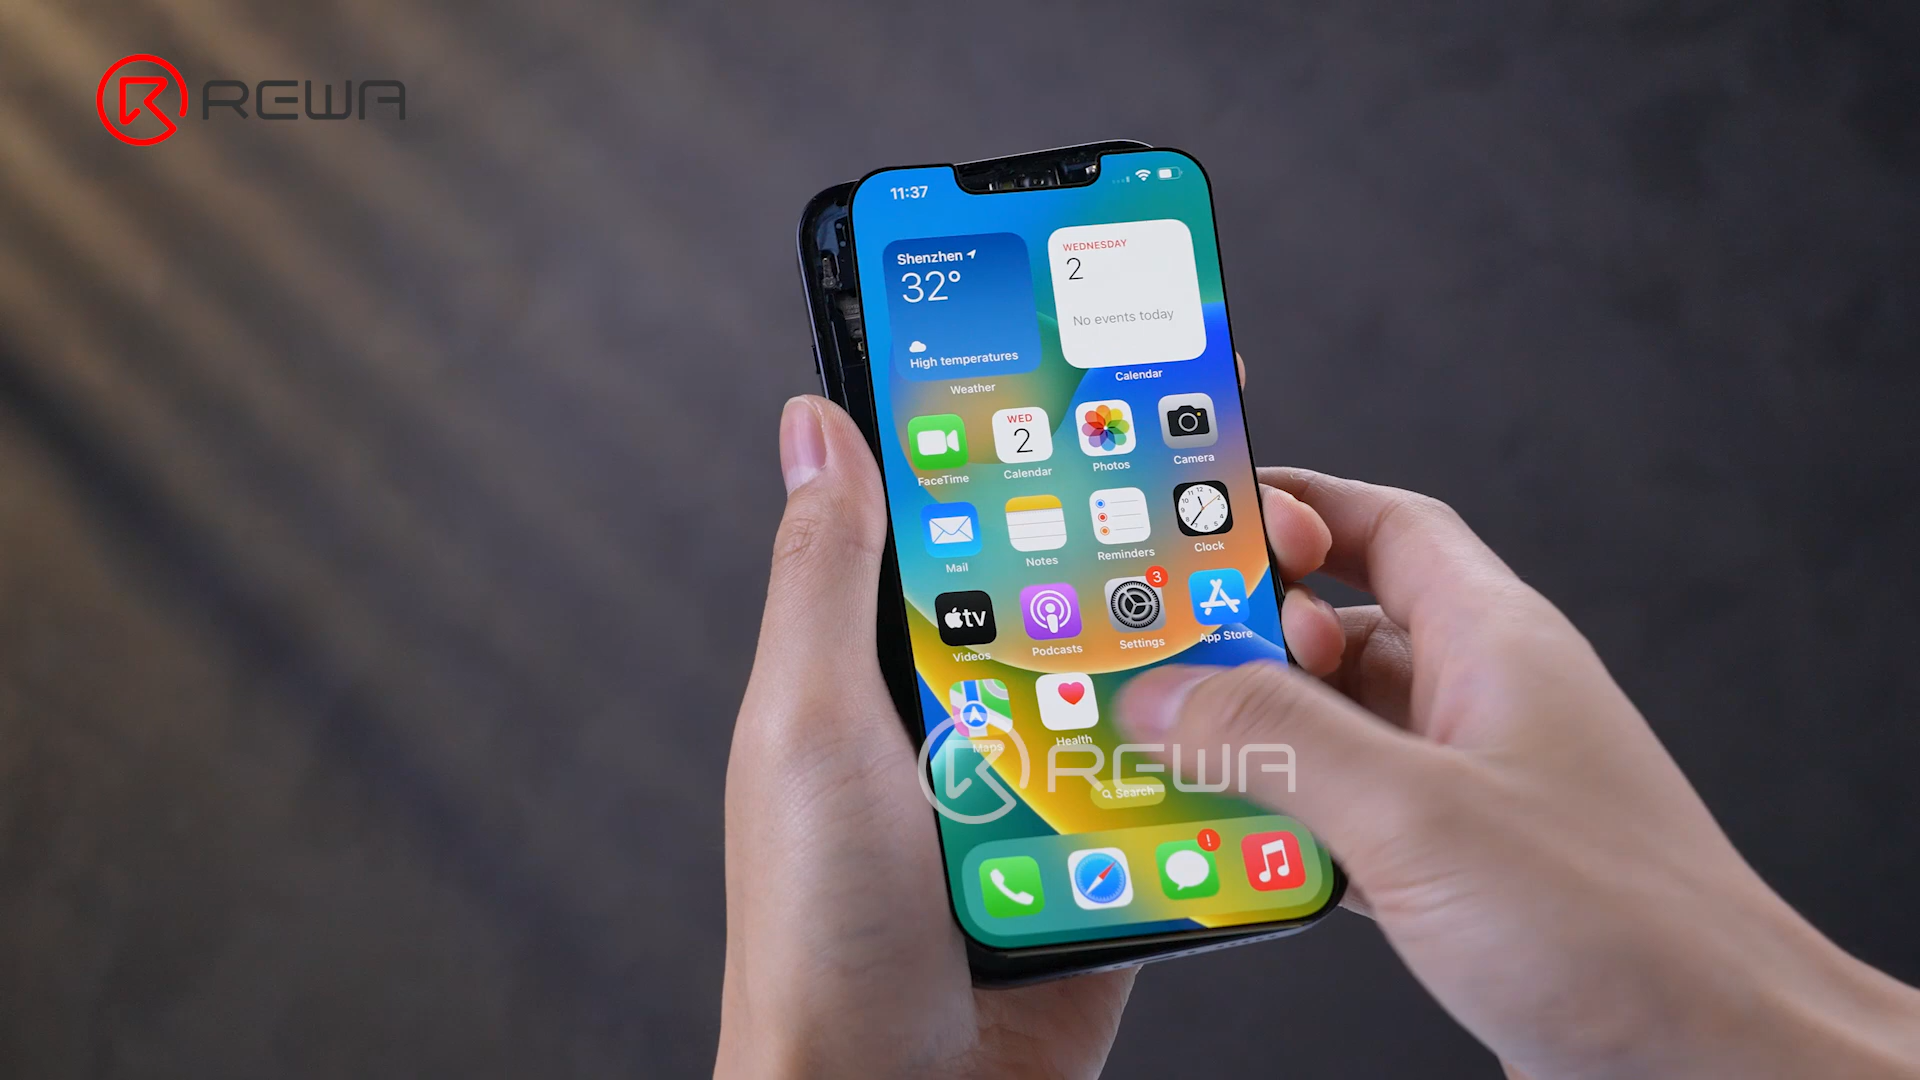 REWA
11:37
Shenzhen
32°
High temperatures
Weather
WEDNESDAY
2
No events today
Calendar
FaceTime
WED
2
Calendar
Photos
Camera
Mail
Notes
Reminders
Clock
tv
Videos
Podcasts
3
Settings
App Store
Maps
Health
REWA
Search
!